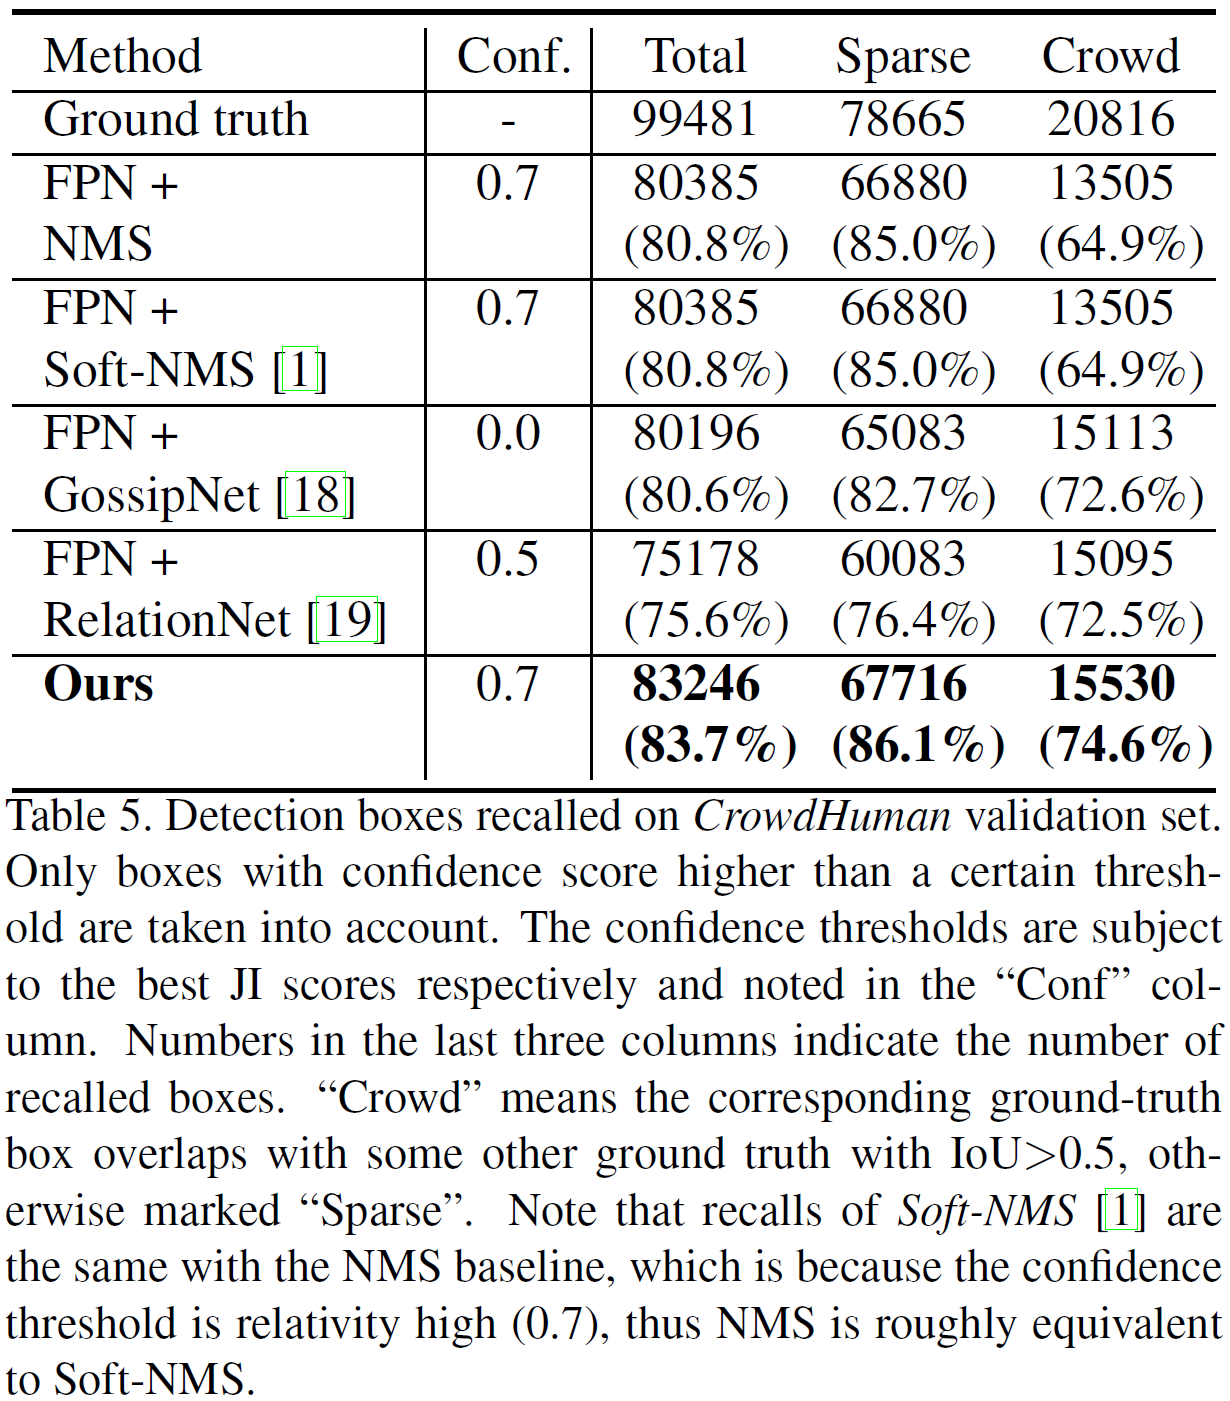 Method Conf. Total Sparse Crowd
Ground truth - 99481 78665 20816
FPN + 0.7 80385 66880 13505
NMS (80.8%) (85.0%) (64.9%)
FPN + 0.7 80385 66880 13505
Soft-NMS [1] (80.8%) (85.0%) (64.9%)
FPN + 0.0 80196 65083 15113
GossipNet [18] (80.6%) (82.7%) (72.6%)
FPN + 0.5 75178 60083 15095
RelationNet [19] (75.6%) (76.4%) (72.5%)
Ours 0.7 83246 67716 15530
(83.7%) (86.1%) (74.6%)
Table 5. Detection boxes recalled on CrowdHuman validation set.
Only boxes with confidence score higher than a certain thresh-
old are taken into account. The confidence thresholds are subject
to the best JI scores respectively and noted in the “Conf” col-
umn. Numbers in the last three columns indicate the number of
recalled boxes. “Crowd” means the corresponding ground-truth
box overlaps with some other ground truth with IoU>0.5, oth-
erwise marked “Sparse”. Note that recalls of Soft-NMS [1] are
the same with the NMS baseline, which is because the confidence
threshold is relativity high (0.7), thus NMS is roughly equivalent
to Soft-NMS.